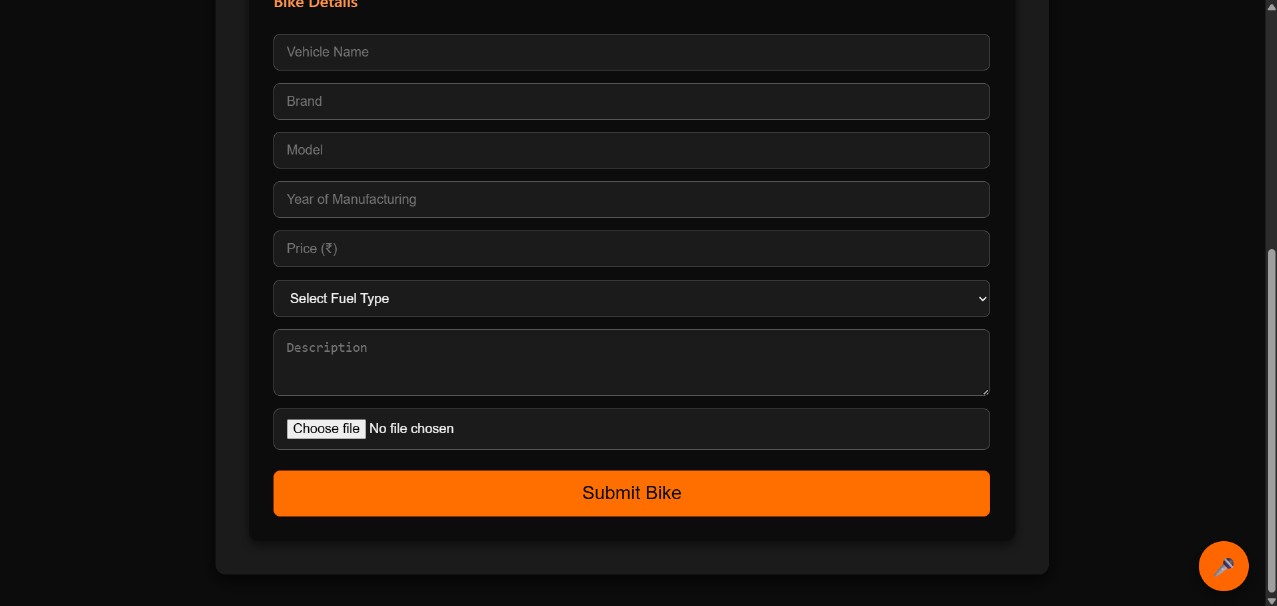 Bike Details
Vehicle Name
Brand
Model
Year of Manufacturing
Price (₹)
Select Fuel Type
Description
Choose file No file chosen
Submit Bike